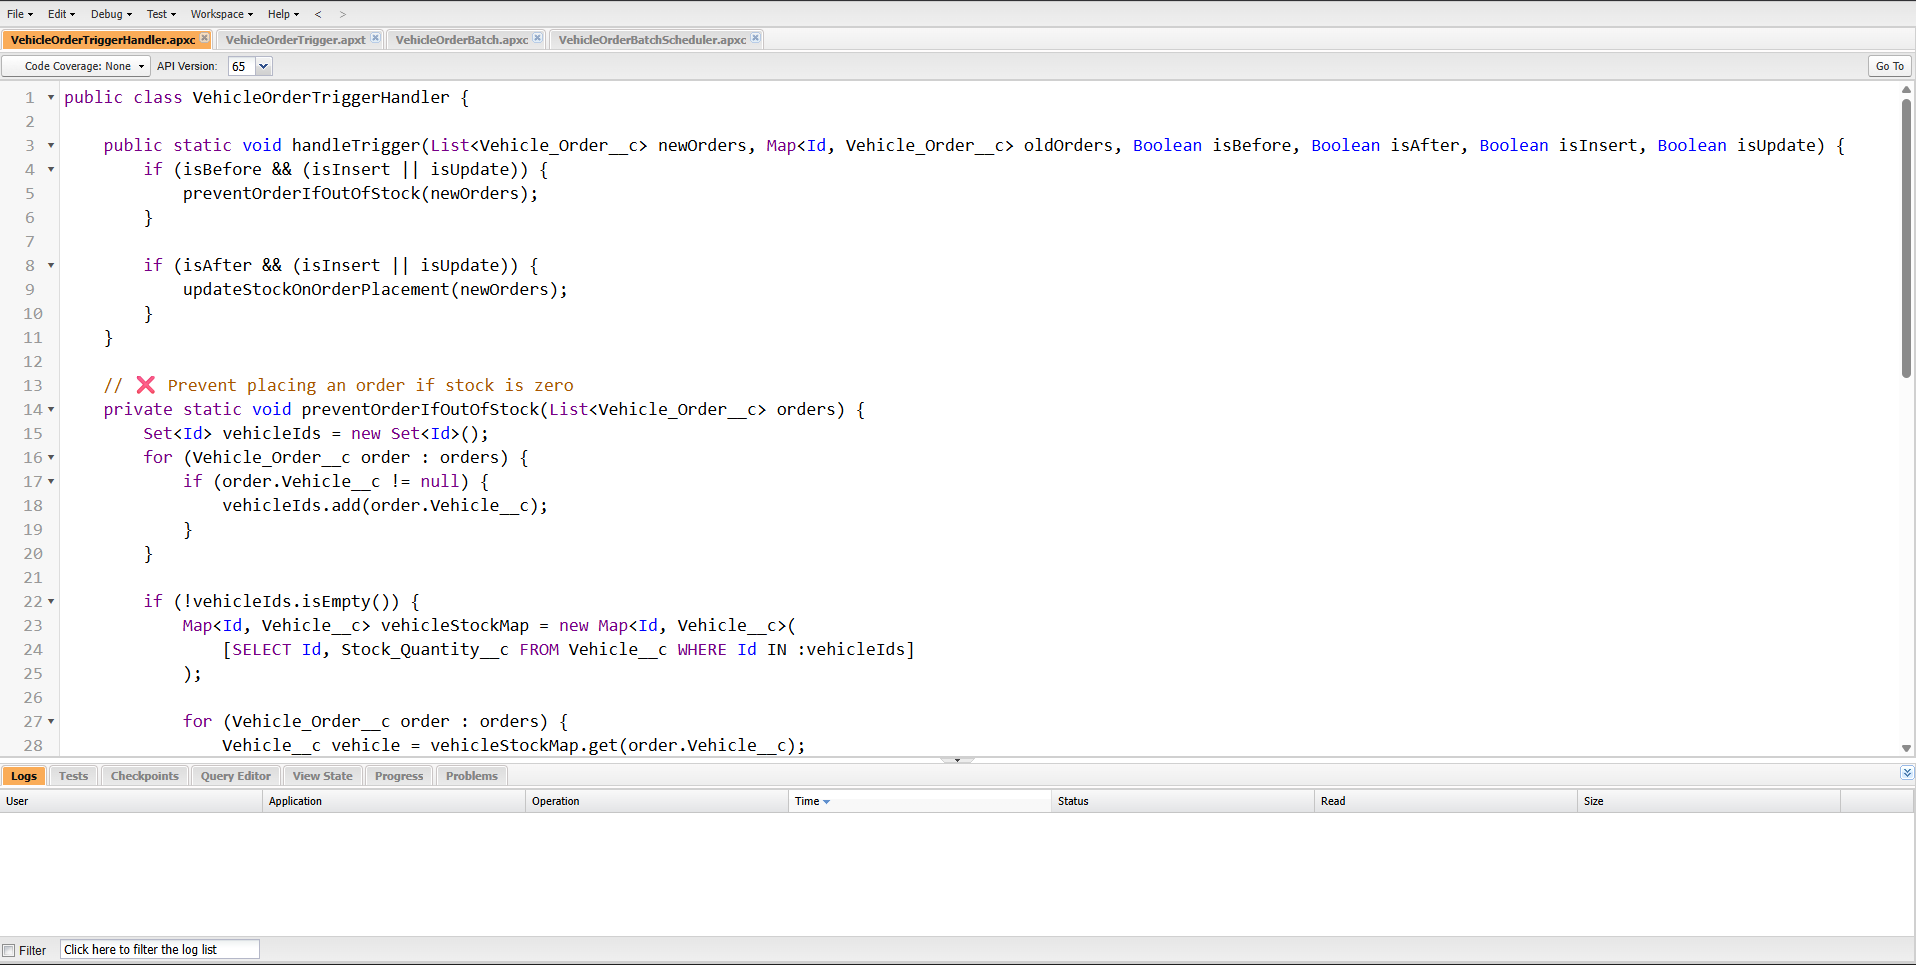 File Edit Debug Test Workspace Help < >
VehicleOrderTriggerHandler.apxc VehicleOrderTrigger.apxt VehicleOrderBatch.apxc VehicleOrderBatchScheduler.apxc
Code Coverage: None API Version: 65 Go To
1 public class VehicleOrderTriggerHandler {
2
3 public static void handleTrigger(List<Vehicle_Order__c> newOrders, Map<Id, Vehicle_Order__c> oldOrders, Boolean isBefore, Boolean isAfter, Boolean isInsert, Boolean isUpdate) {
4 if (isBefore && (isInsert || isUpdate)) {
5 preventOrderIfOutOfStock(newOrders);
6 }
7
8 if (isAfter && (isInsert || isUpdate)) {
9 updateStockOnOrderPlacement(newOrders);
10 }
11 }
12
13 // ❌ Prevent placing an order if stock is zero
14 private static void preventOrderIfOutOfStock(List<Vehicle_Order__c> orders) {
15 Set<Id> vehicleIds = new Set<Id>();
16 for (Vehicle_Order__c order : orders) {
17 if (order.Vehicle__c != null) {
18 vehicleIds.add(order.Vehicle__c);
19 }
20 }
21
22 if (!vehicleIds.isEmpty()) {
23 Map<Id, Vehicle__c> vehicleStockMap = new Map<Id, Vehicle__c>(
24 [SELECT Id, Stock_Quantity__c FROM Vehicle__c WHERE Id IN :vehicleIds]
25 );
26
27 for (Vehicle_Order__c order : orders) {
28 Vehicle__c vehicle = vehicleStockMap.get(order.Vehicle__c);
Logs Tests Checkpoints Query Editor View State Progress Problems
User Application Operation Time Status Read Size
Filter Click here to filter the log list